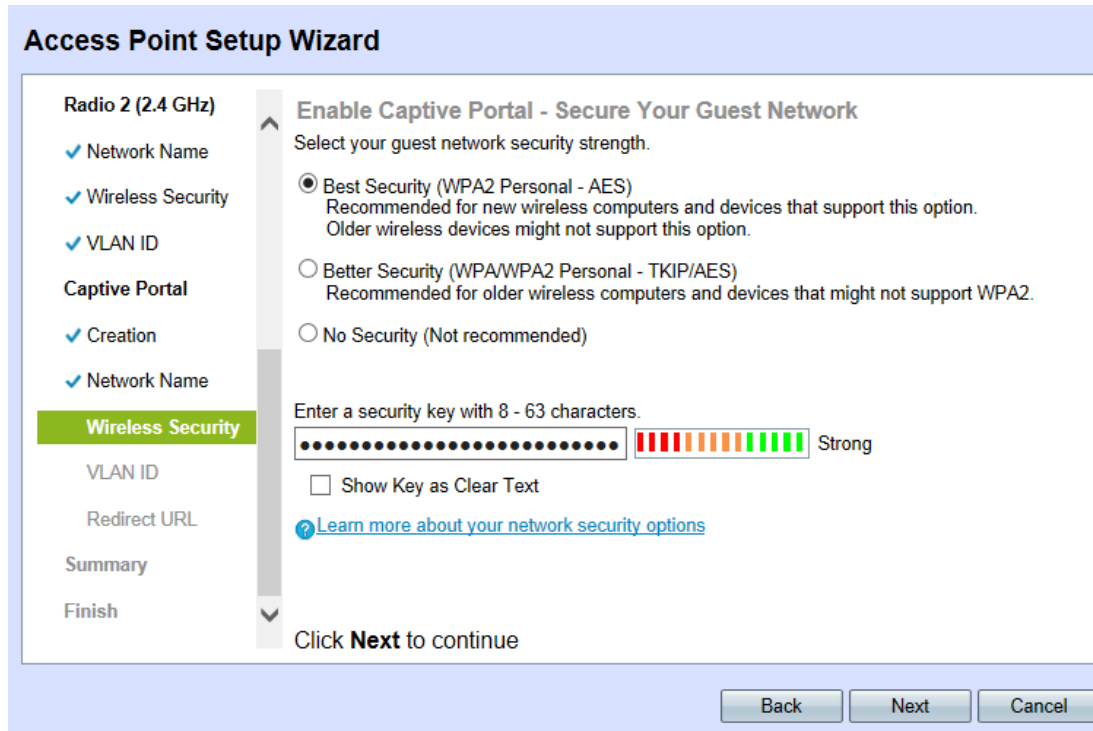 Access Point Setup Wizard
Radio 2 (2.4 GHz)
Network Name
Wireless Security
VLAN ID
Captive Portal
Creation
Network Name
Wireless Security
VLAN ID
Redirect URL
Summary
Finish
Enable Captive Portal - Secure Your Guest Network
Select your guest network security strength.
Best Security (WPA2 Personal - AES)
Recommended for new wireless computers and devices that support this option.
Older wireless devices might not support this option.
Better Security (WPA/WPA2 Personal - TKIP/AES)
Recommended for older wireless computers and devices that might not support WPA2.
No Security (Not recommended)
Enter a security key with 8 - 63 characters.
●●●●●●●●●●●●●●●●●●●●●●●●●●
Strong
Show Key as Clear Text
?
Learn more about your network security options
Click Next to continue
Back
Next
Cancel